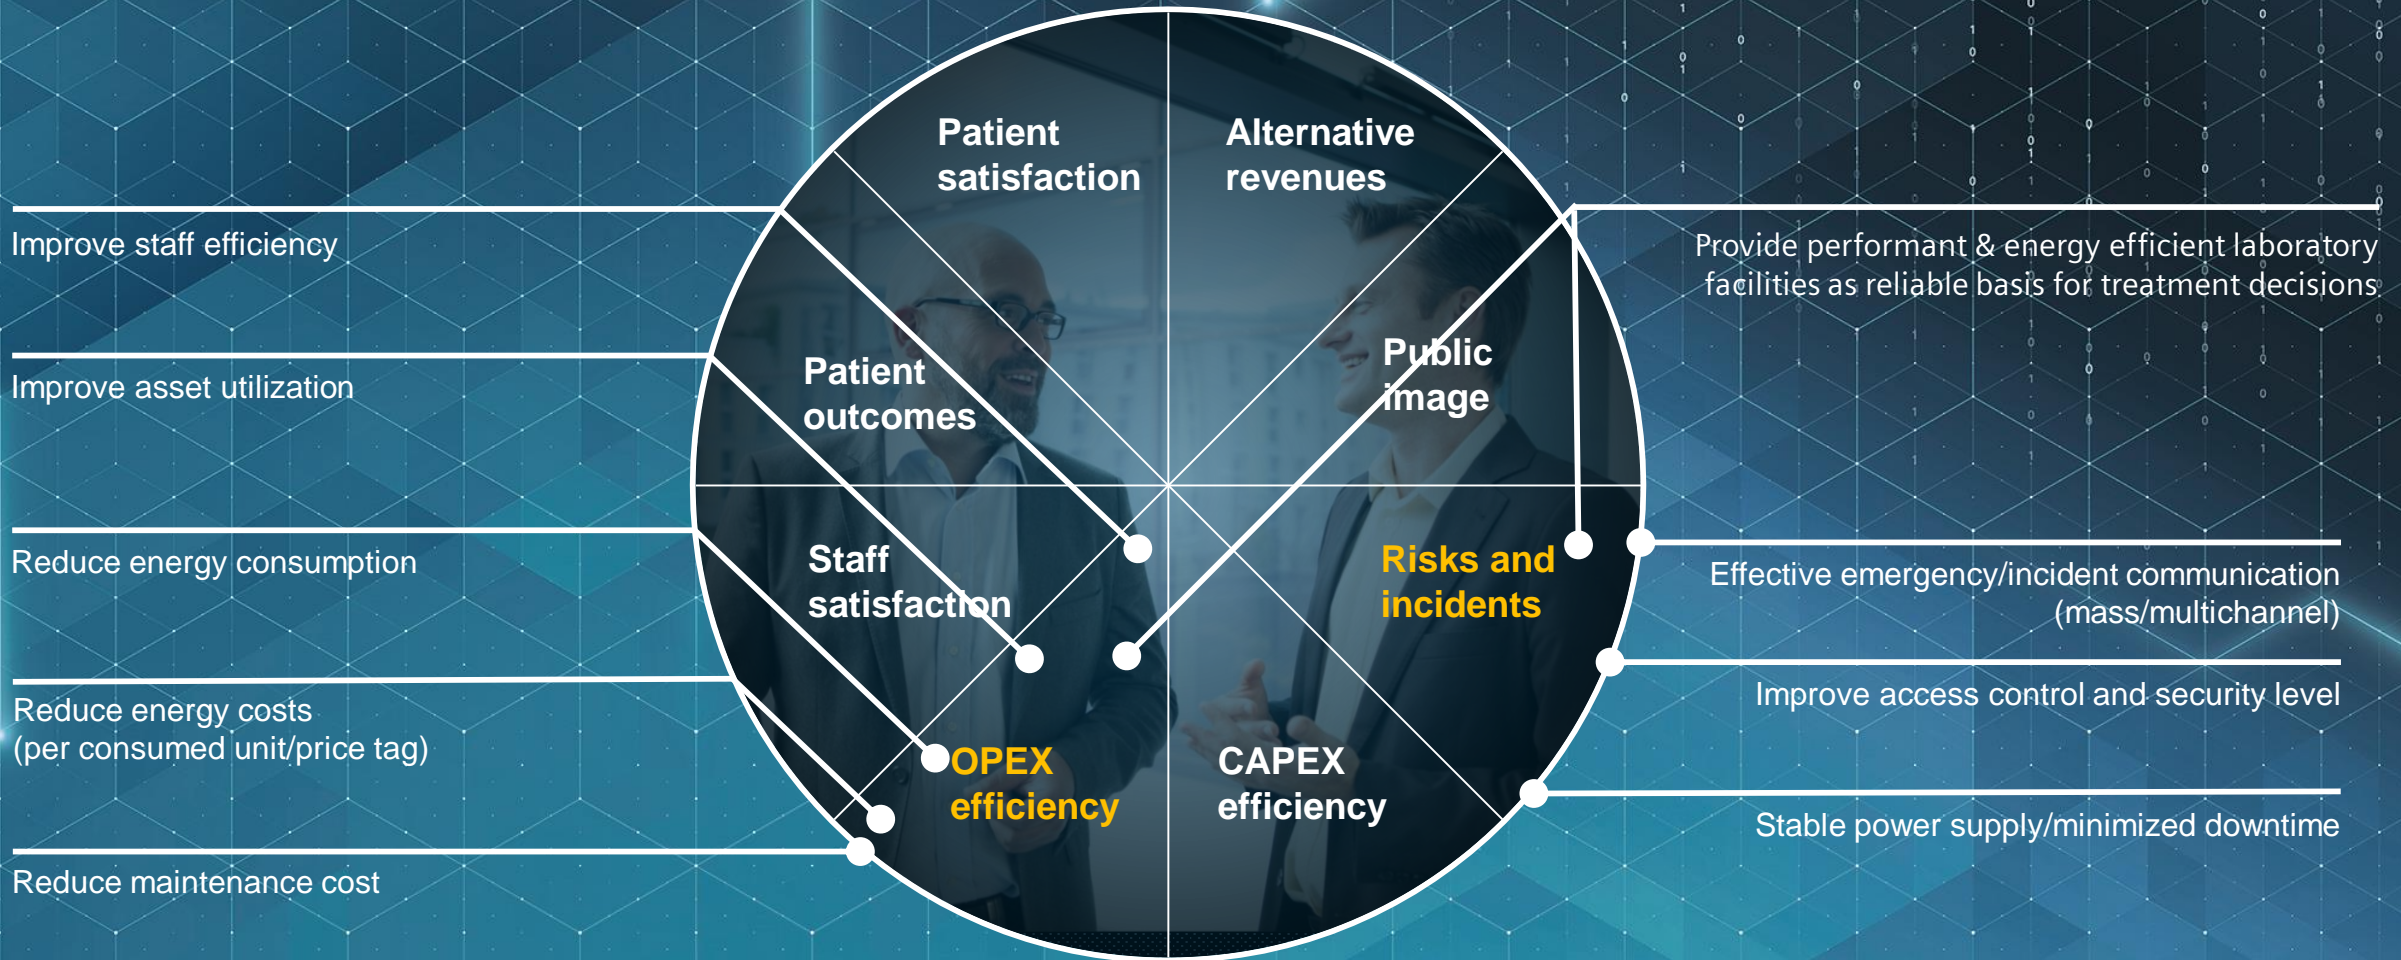 Patient
satisfaction
Alternative
revenues
Improve staff efficiency
Provide performant & energy efficient laboratory
facilities as reliable basis for treatment decisions
Public
image
Patient
outcomes
Improve asset utilization
Reduce energy consumption
Staff
satisfaction
Risks and
incidents
Effective emergency/incident communication
(mass/multichannel)
Improve access control and security level
Reduce energy costs
(per consumed unit/price tag)
OPEX
efficiency
CAPEX
efficiency
Stable power supply/minimized downtime
Reduce maintenance cost